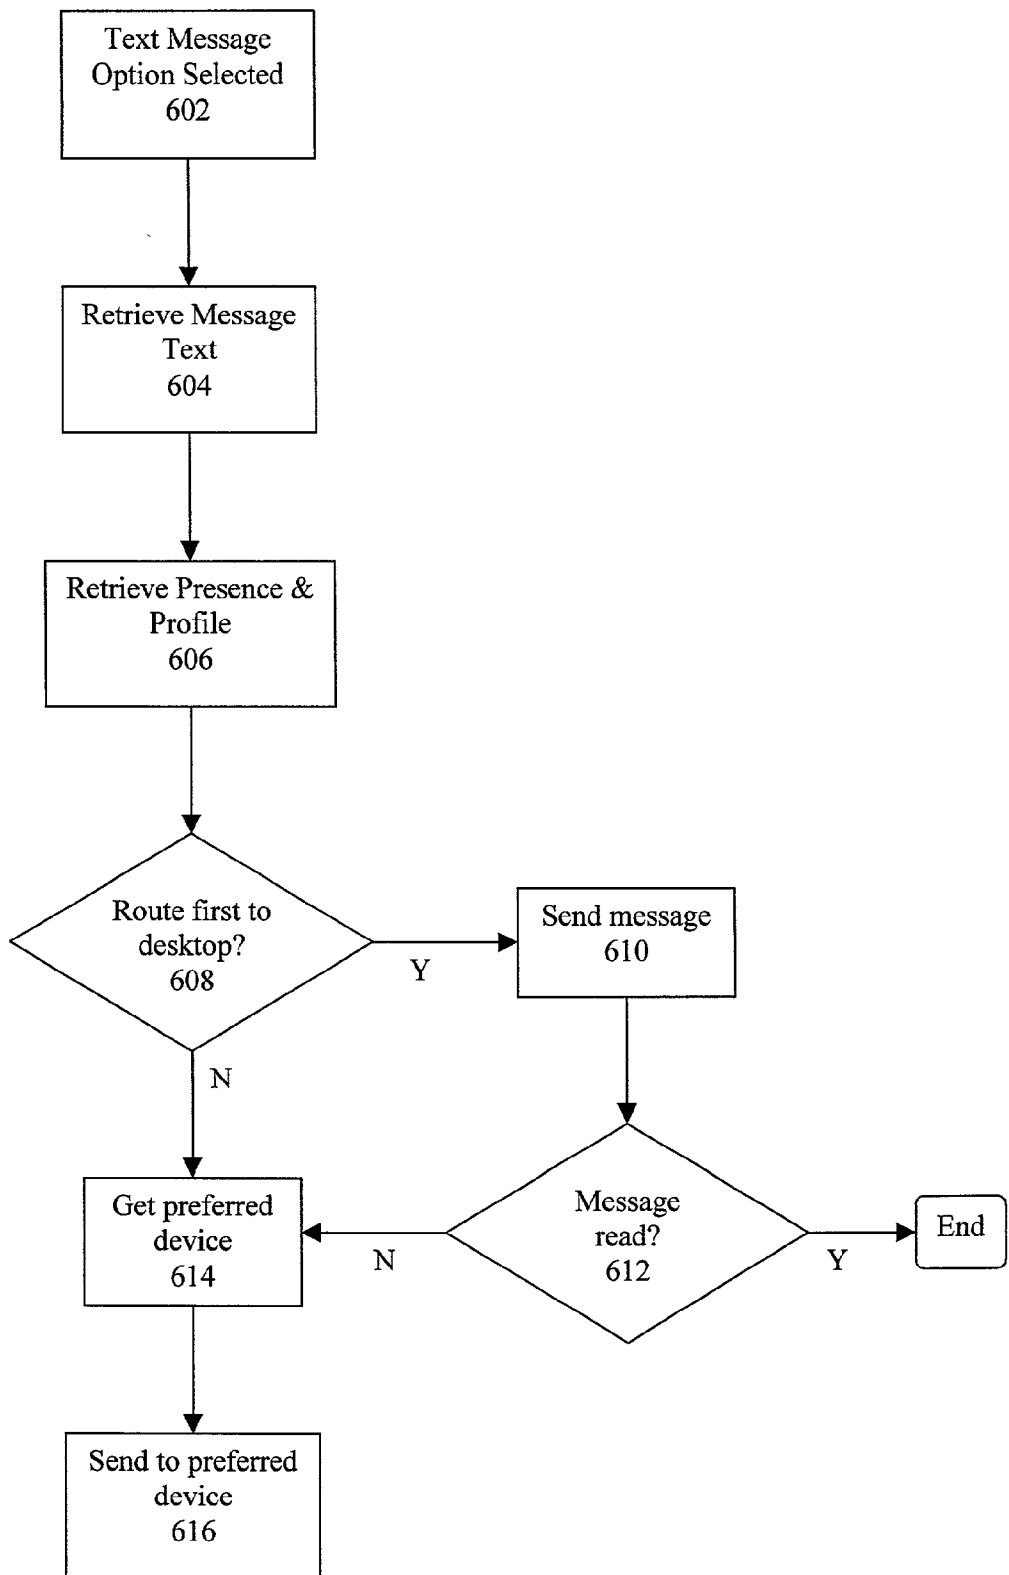 Text Message
Option Selected
602
Retrieve Message
Text
604
Retrieve Presence &
Profile
606
Route first to
desktop?
608
Y
Send message
610
N
Message
read?
612
N
Y
End
Get preferred
device
614
Send to preferred
device
616